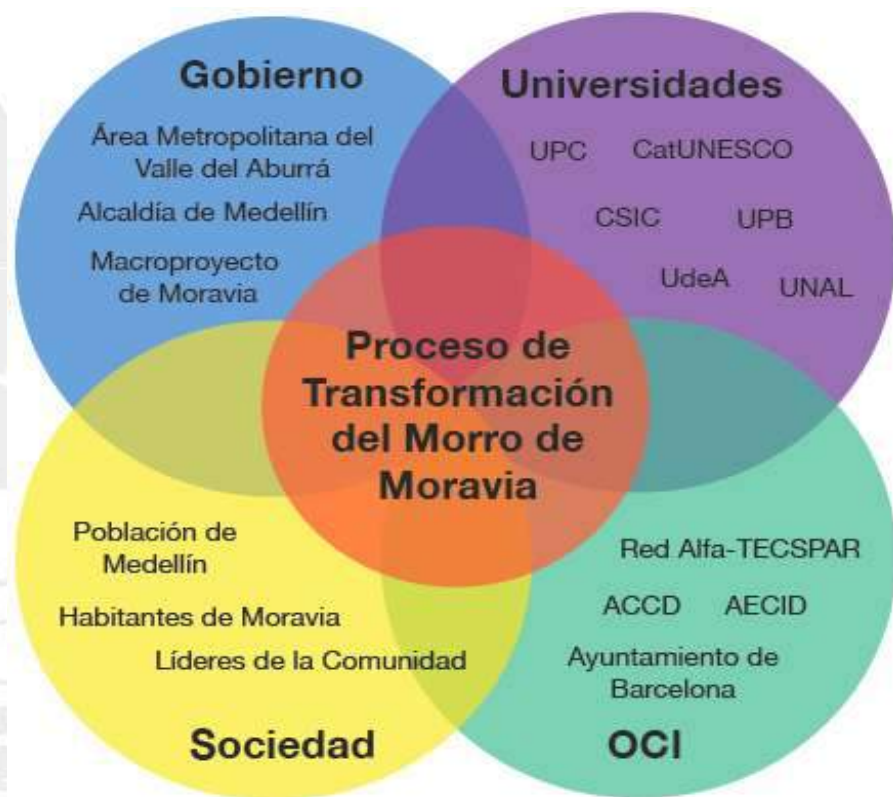 Gobierno
Área Metropolitana del
Valle del Aburrá
Alcaldía de Medellín
Macroproyecto
de Moravia
Universidades
UPC CatUNESCO
CSIC UPB
UdeA UNAL
Proceso de
Transformación
del Morro de
Moravia
Población de
Medellín
Habitantes de Moravia
Líderes de la Comunidad
Sociedad
Red Alfa-TECSPAR
ACCD AECID
Ayuntamiento de
Barcelona
OCI